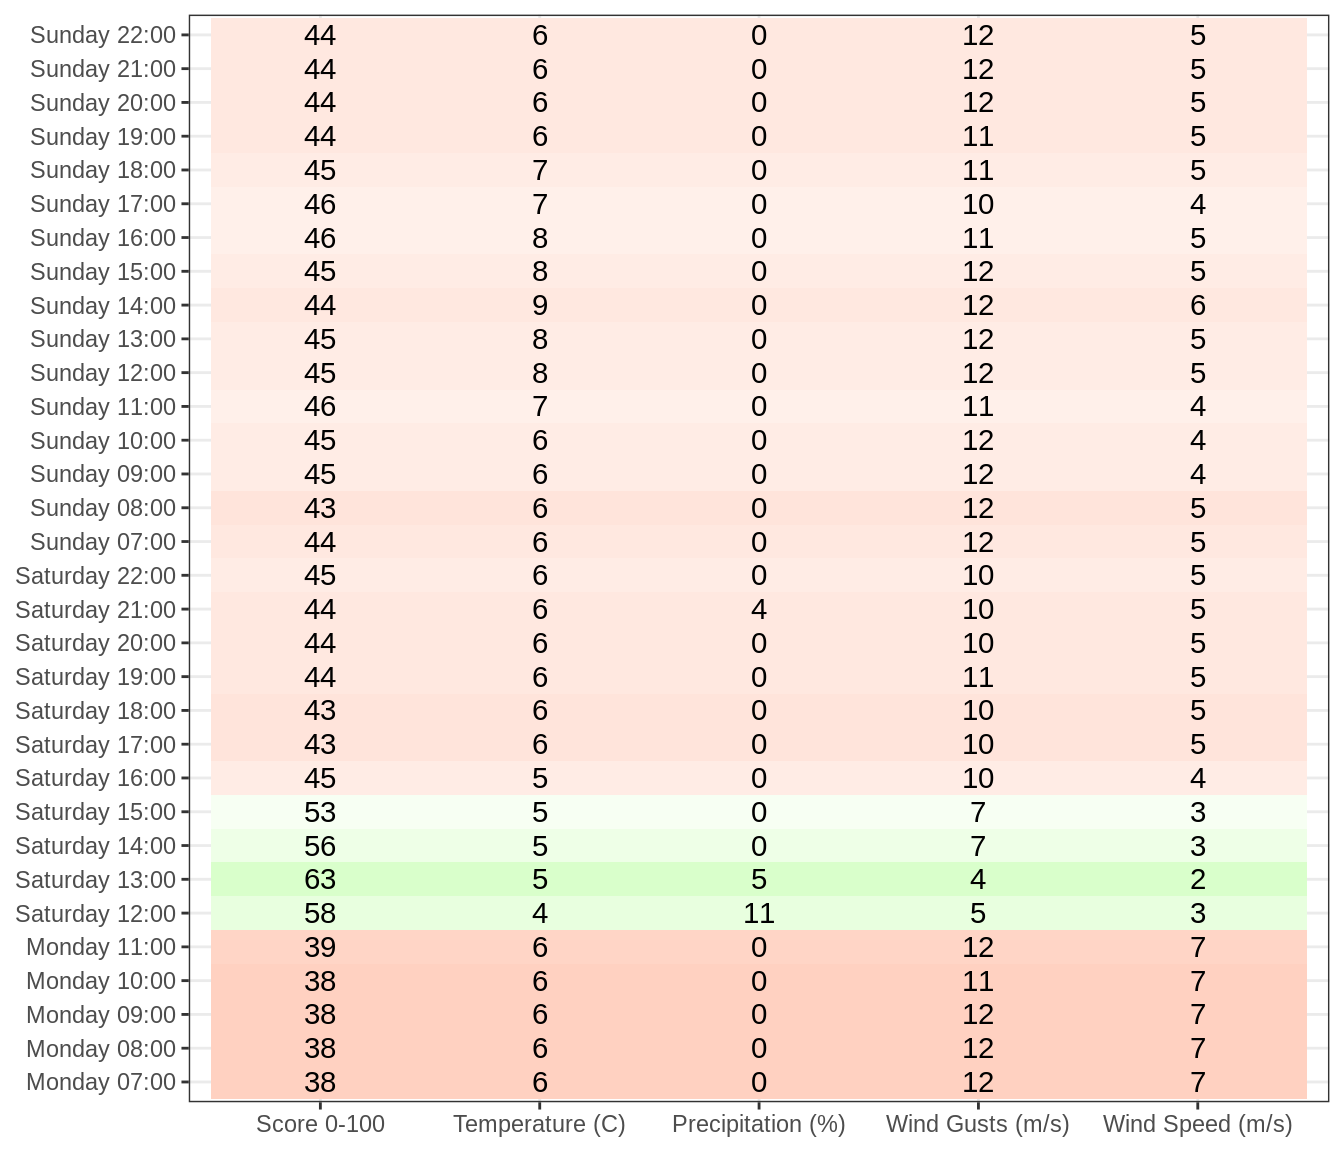 Sunday 22:00 44 6 0 12 5
Sunday 21:00 44 6 0 12 5
Sunday 20:00 44 6 0 12 5
Sunday 19:00 44 6 0 11 5
Sunday 18:00 45 7 0 11 5
Sunday 17:00 46 7 0 10 4
Sunday 16:00 46 8 0 11 5
Sunday 15:00 45 8 0 12 5
Sunday 14:00 44 9 0 12 6
Sunday 13:00 45 8 0 12 5
Sunday 12:00 45 8 0 12 5
Sunday 11:00 46 7 0 11 4
Sunday 10:00 45 6 0 12 4
Sunday 09:00 45 6 0 12 4
Sunday 08:00 43 6 0 12 5
Sunday 07:00 44 6 0 12 5
Saturday 22:00 45 6 0 10 5
Saturday 21:00 44 6 4 10 5
Saturday 20:00 44 6 0 10 5
Saturday 19:00 44 6 0 11 5
Saturday 18:00 43 6 0 10 5
Saturday 17:00 43 6 0 10 5
Saturday 16:00 45 5 0 10 4
Saturday 15:00 53 5 0 7 3
Saturday 14:00 56 5 0 7 3
Saturday 13:00 63 5 5 4 2
Saturday 12:00 58 4 11 5 3
Monday 11:00 39 6 0 12 7
Monday 10:00 38 6 0 11 7
Monday 09:00 38 6 0 12 7
Monday 08:00 38 6 0 12 7
Monday 07:00 38 6 0 12 7
Score 0-100 Temperature (C) Precipitation (%) Wind Gusts (m/s) Wind Speed (m/s)